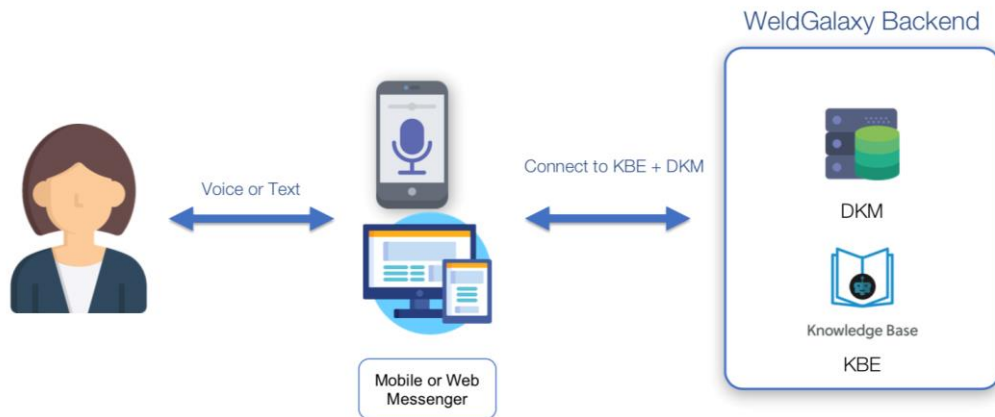 WeldGalaxy Backend
Voice or Text
Connect to KBE + DKM
DKM
Knowledge Base
KBE
Mobile or Web
Messenger